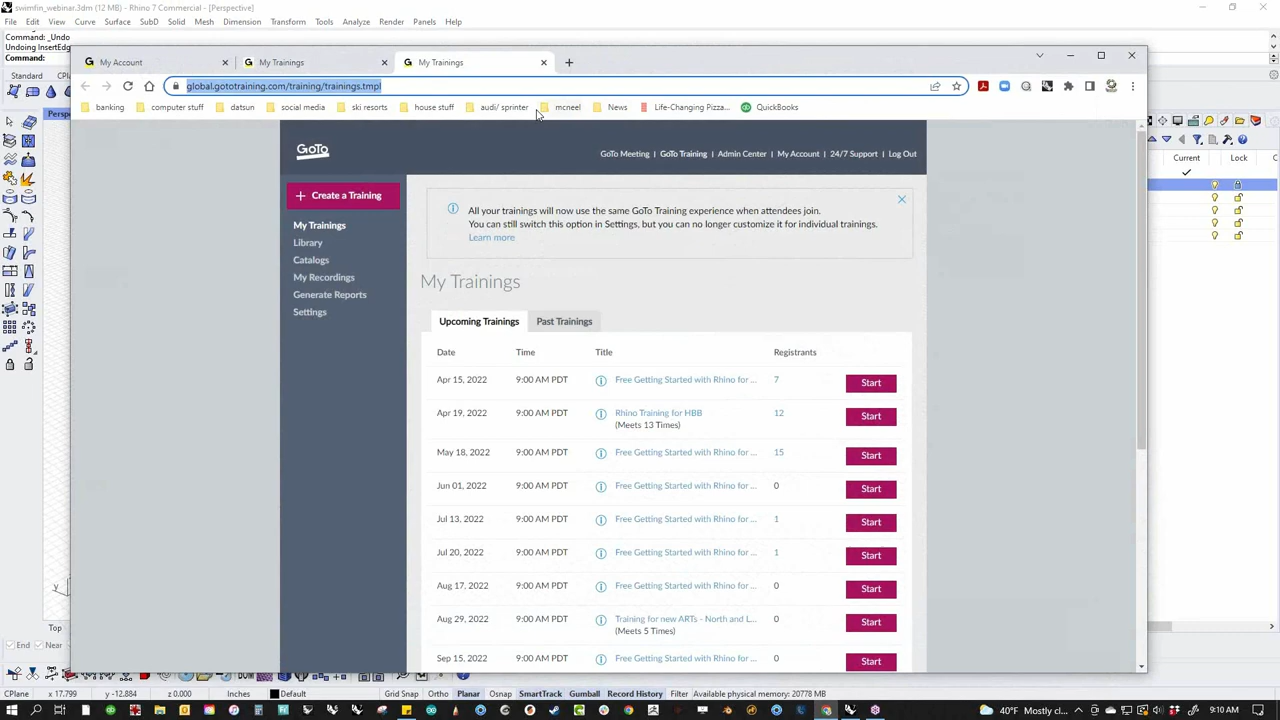 swimfin_webinar.3dm (12 MB) - Rhino 7 Commercial - [Perspective]
File Edit View Curve Surface SubD Solid Mesh Dimension Transform Tools Analyze Render Panels Help
Command: _Undo
Undoing InsertEdg
Command:
My Account
My Trainings
My Trainings
Standard
global.gototraining.com/training/trainings.tmpl
banking
computer stuff
datsun
social media
ski resorts
house stuff
audi/ sprinter
mcneel
News
Life-Changing Pizza...
QuickBooks
GoTo
GoTo Meeting | GoTo Training | Admin Center | My Account | 24/7 Support | Log Out
+ Create a Training
My Trainings
Library
Catalogs
My Recordings
Generate Reports
Settings
All your trainings will now use the same GoTo Training experience when attendees join.
You can still switch this option in Settings, but you can no longer customize it for individual trainings.
Learn more
My Trainings
Upcoming Trainings
Past Trainings
Date Time Title Registrants
Apr 15, 2022 9:00 AM PDT Free Getting Started with Rhino for ... 7 Start
Apr 19, 2022 9:00 AM PDT Rhino Training for HBB 12 Start
(Meets 13 Times)
May 18, 2022 9:00 AM PDT Free Getting Started with Rhino for ... 15 Start
Jun 01, 2022 9:00 AM PDT Free Getting Started with Rhino for ... 0 Start
Jul 13, 2022 9:00 AM PDT Free Getting Started with Rhino for ... 1 Start
Jul 20, 2022 9:00 AM PDT Free Getting Started with Rhino for ... 1 Start
Aug 17, 2022 9:00 AM PDT Free Getting Started with Rhino for ... 0 Start
Aug 29, 2022 9:00 AM PDT Training for new ARTs - North and L... 0 Start
(Meets 5 Times)
Sep 15, 2022 9:00 AM PDT Free Getting Started with Rhino for ... 0 Start
Current Lock
y
Top
End Near
CPlane x 17.799 y -12.884 z 0.000 Inches Default Grid Snap Ortho Planar Osnap SmartTrack Gumball Record History Filter Available physical memory: 20778 MB
40°F Mostly clear
9:10 AM